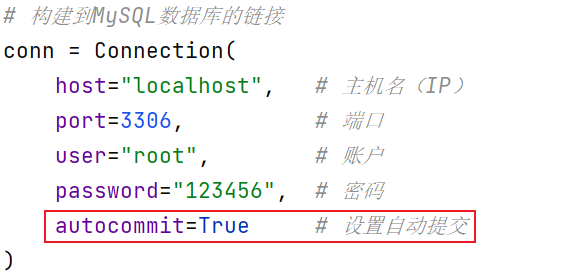 # 构建到MySQL数据库的链接
conn = Connection(
    host="localhost",   # 主机名（IP）
    port=3306,          # 端口
    user="root",        # 账户
    password="123456",  # 密码
    autocommit=True     # 设置自动提交
)